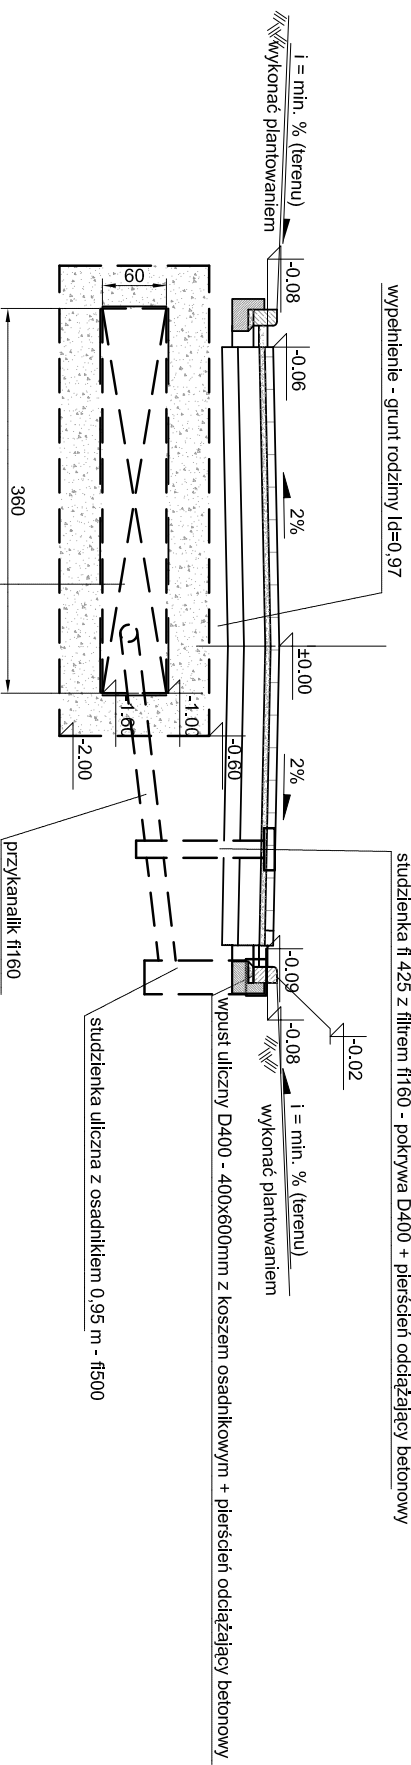 studzienka fi 425 z filtrem fi160 - pokrywa D400 + pierścień odciążający betonowy
wypełnienie - grunt rodzimy Id=0,97
i = min. % (terenu)
wykonać plantowaniem
-0.08
-0.06
2%
±0.00
2%
-0.09
-0.08
-0.02
i = min. % (terenu)
wykonać plantowaniem
wpust uliczny D400 - 400x600mm z koszem osadnikowym + pierścień odciążający betonowy
60
-0.60
-1.00
-1.60
-2.00
360
studzienka uliczna z osadnikiem 0,95 m - fi500
przykanalik fi160